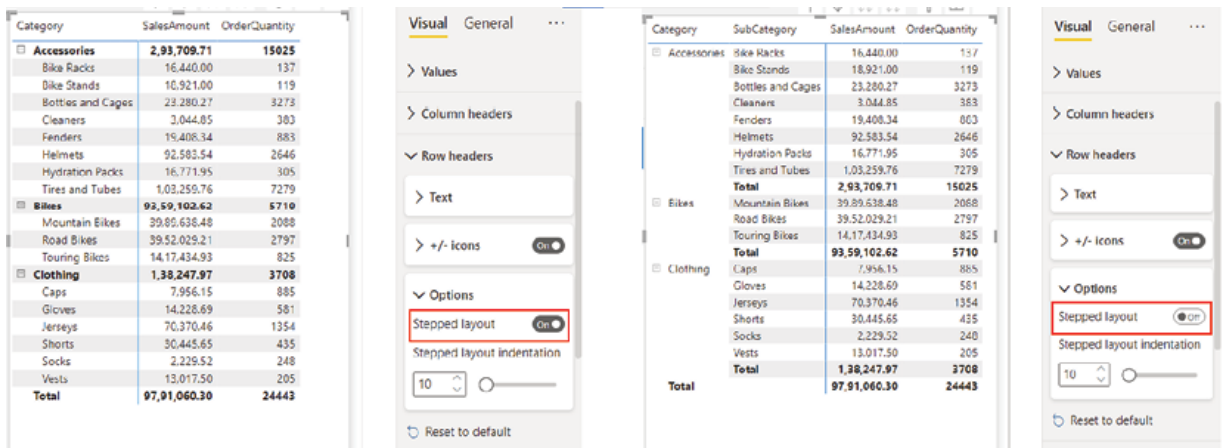 Category SalesAmount OrderQuantity
Accessories 2,93,709.71 15025
Bike Racks 16,440.00 137
Bike Stands 18,921.00 119
Bottles and Cages 23,280.27 3273
Cleaners 3,044.85 383
Fenders 19,408.34 883
Helmets 92,583.54 2646
Hydration Packs 16,771.95 305
Tires and Tubes 1,03,259.76 7279
Bikes 93,59,102.62 5710
Mountain Bikes 39,89,638.48 2088
Road Bikes 39,52,029.21 2797
Touring Bikes 14,17,434.93 825
Clothing 1,38,247.97 3708
Caps 7,956.15 885
Gloves 14,228.69 581
Jerseys 70,370.46 1354
Shorts 30,445.65 435
Socks 2,229.52 248
Vests 13,017.50 205
Total 97,91,060.30 24443
Visual General ...
Values
Column headers
Row headers
Text
+/- icons On
Options
Stepped layout On
Stepped layout indentation
10
Reset to default
Category SubCategory SalesAmount OrderQuantity
Accessories Bike Racks 16,440.00 137
Bike Stands 18,921.00 119
Bottles and Cages 23,280.27 3273
Cleaners 3,044.85 383
Fenders 19,408.34 883
Helmets 92,583.54 2646
Hydration Packs 16,771.95 305
Tires and Tubes 1,03,259.76 7279
Total 2,93,709.71 15025
Bikes Mountain Bikes 39,89,638.48 2088
Road Bikes 39,52,029.21 2797
Touring Bikes 14,17,434.93 825
Total 93,59,102.62 5710
Clothing Caps 7,956.15 885
Gloves 14,228.69 581
Jerseys 70,370.46 1354
Shorts 30,445.65 435
Socks 2,229.52 248
Vests 13,017.50 205
Total 1,38,247.97 3708
Total 97,91,060.30 24443
Visual General ...
Values
Column headers
Row headers
Text
+/- icons On
Options
Stepped layout Off
Stepped layout indentation
10
Reset to default